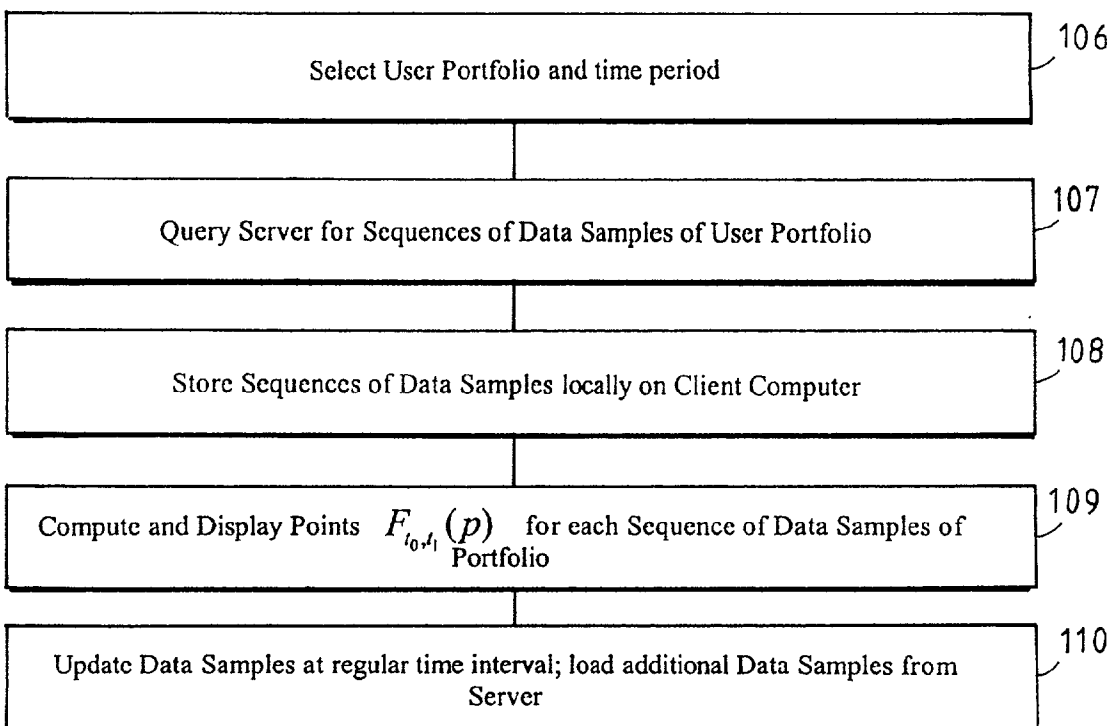 106
Select User Portfolio and time period
107
Query Server for Sequences of Data Samples of User Portfolio
108
Store Sequences of Data Samples locally on Client Computer
109
Compute and Display Points F_{t_0,t_1}(p) for each Sequence of Data Samples of
Portfolio
110
Update Data Samples at regular time interval; load additional Data Samples from
Server